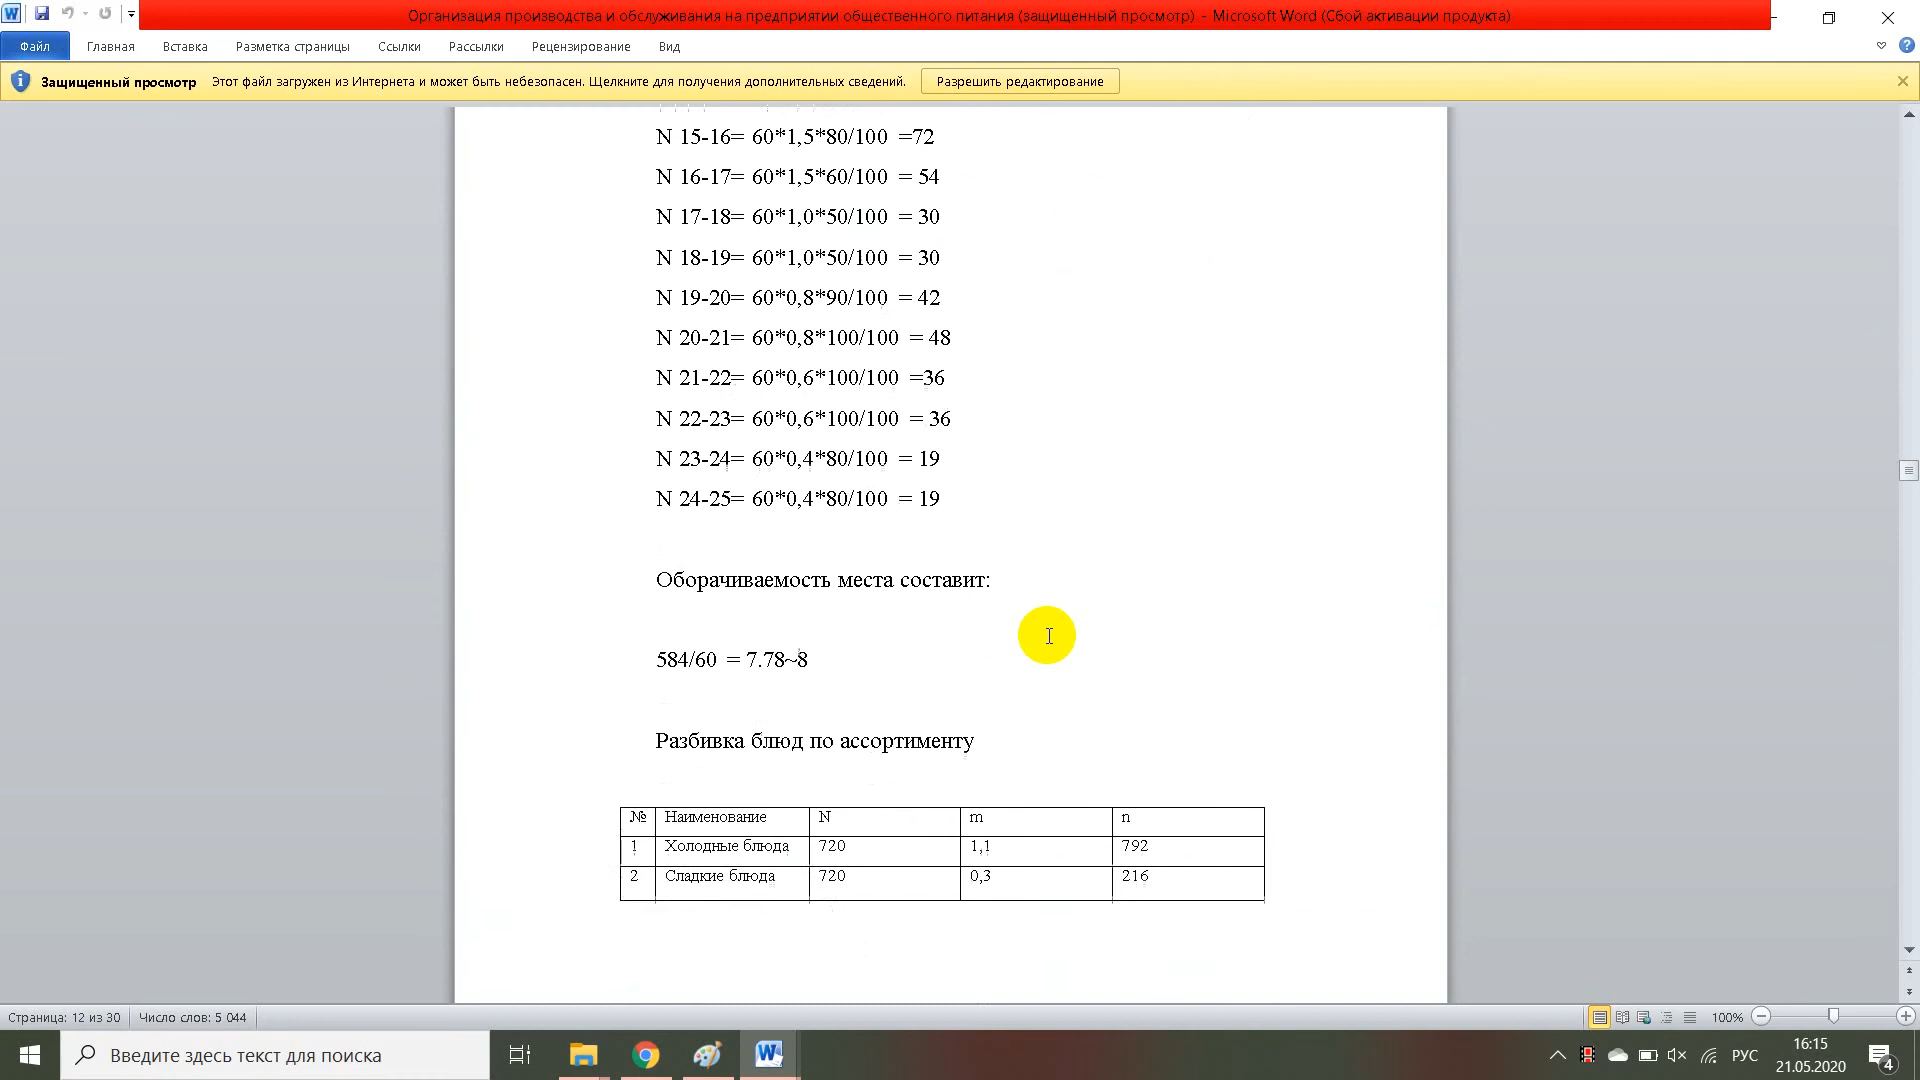 Организация производства и обслуживания на предприятии общественного питания (защищенный просмотр) - Microsoft Word (Сбой активации продукта)
Файл Главная Вставка Разметка страницы Ссылки Рассылки Рецензирование Вид
Защищенный просмотр Этот файл загружен из Интернета и может быть небезопасен. Щелкните для получения дополнительных сведений. Разрешить редактирование
N 15-16= 60*1,5*80/100 =72
N 16-17= 60*1,5*60/100 = 54
N 17-18= 60*1,0*50/100 = 30
N 18-19= 60*1,0*50/100 = 30
N 19-20= 60*0,8*90/100 = 42
N 20-21= 60*0,8*100/100 = 48
N 21-22= 60*0,6*100/100 =36
N 22-23= 60*0,6*100/100 = 36
N 23-24= 60*0,4*80/100 = 19
N 24-25= 60*0,4*80/100 = 19
Оборачиваемость места составит:
584/60 = 7.78~8
Разбивка блюд по ассортименту
№ Наименование N m n
1 Холодные блюда 720 1,1 792
2 Сладкие блюда 720 0,3 216
Страница: 12 из 30 Число слов: 5 044 100%
Введите здесь текст для поиска
РУС 16:15
21.05.2020
4